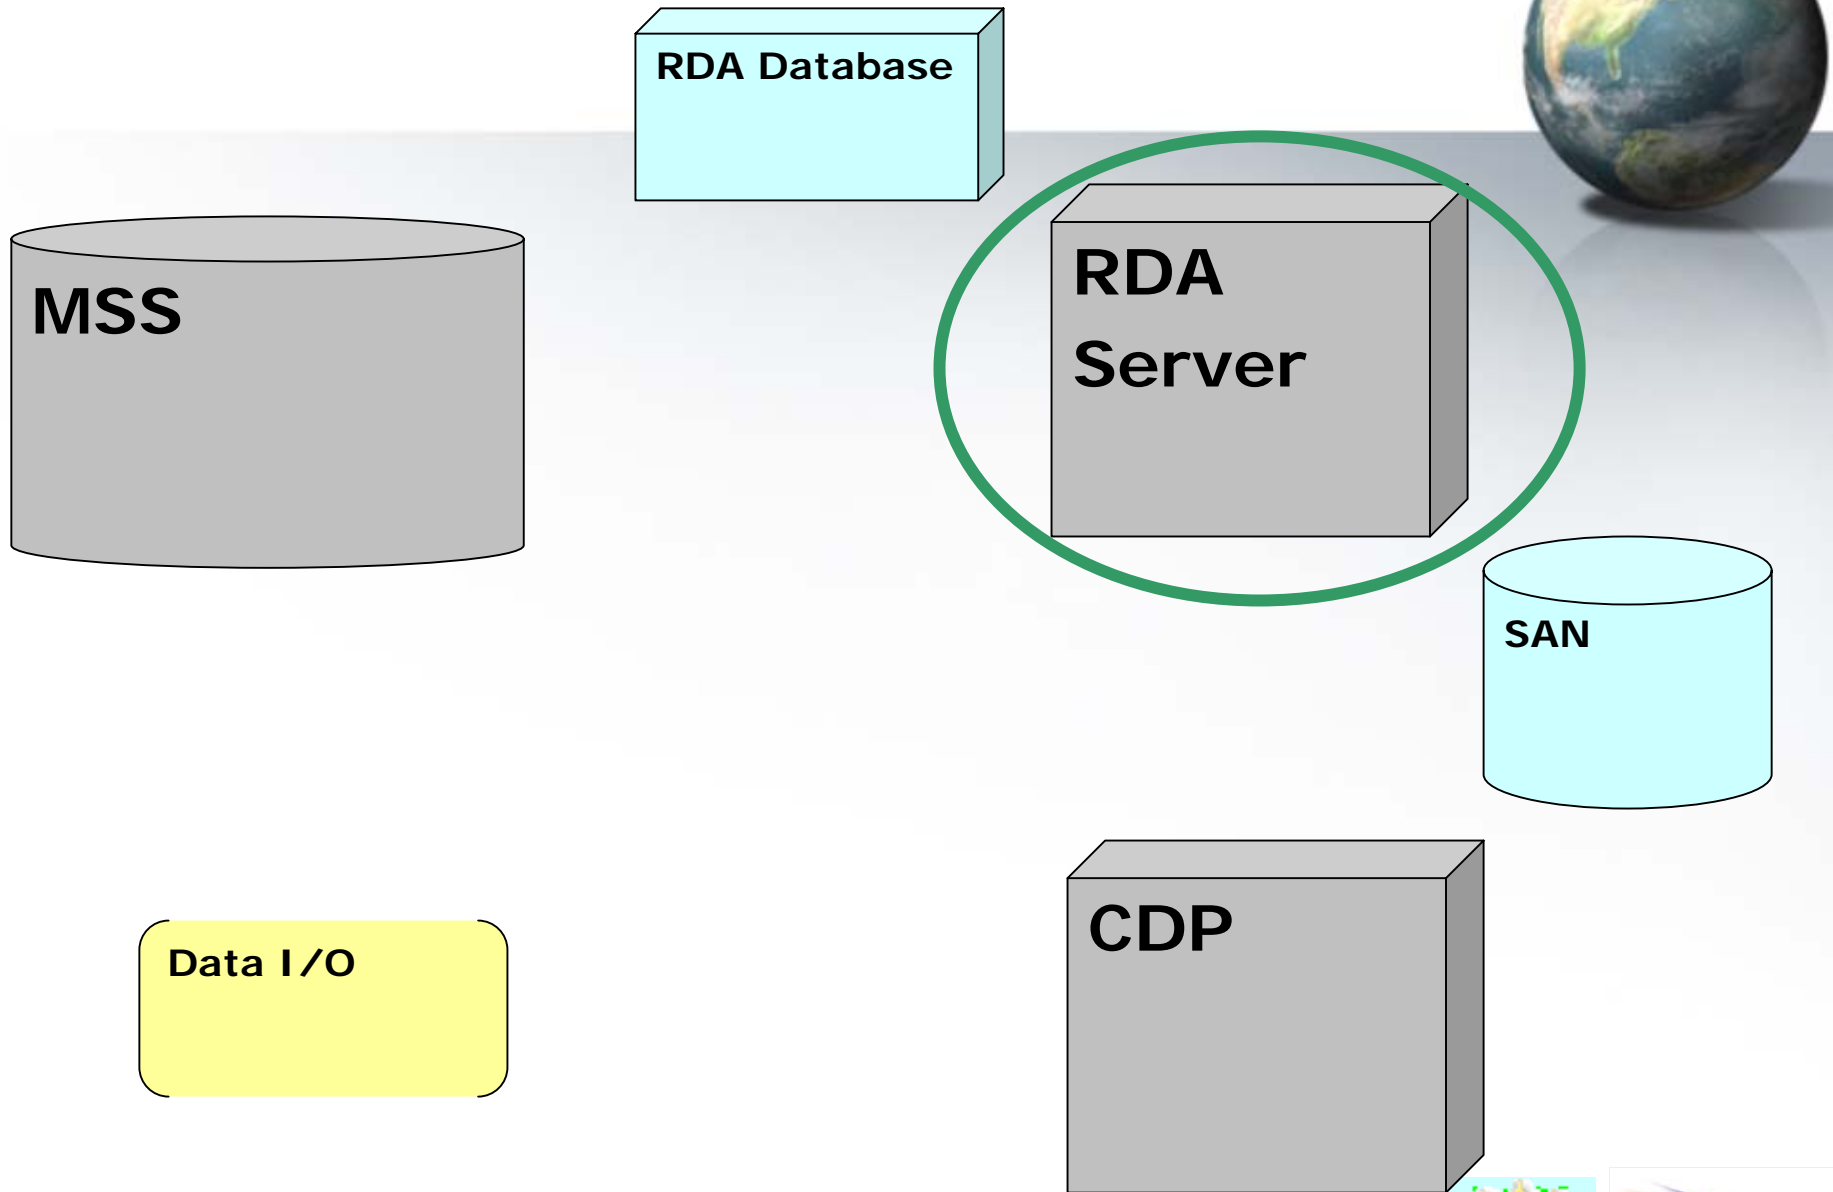 RDA Database
RDA
Server
MSS
SAN
CDP
Data I/O